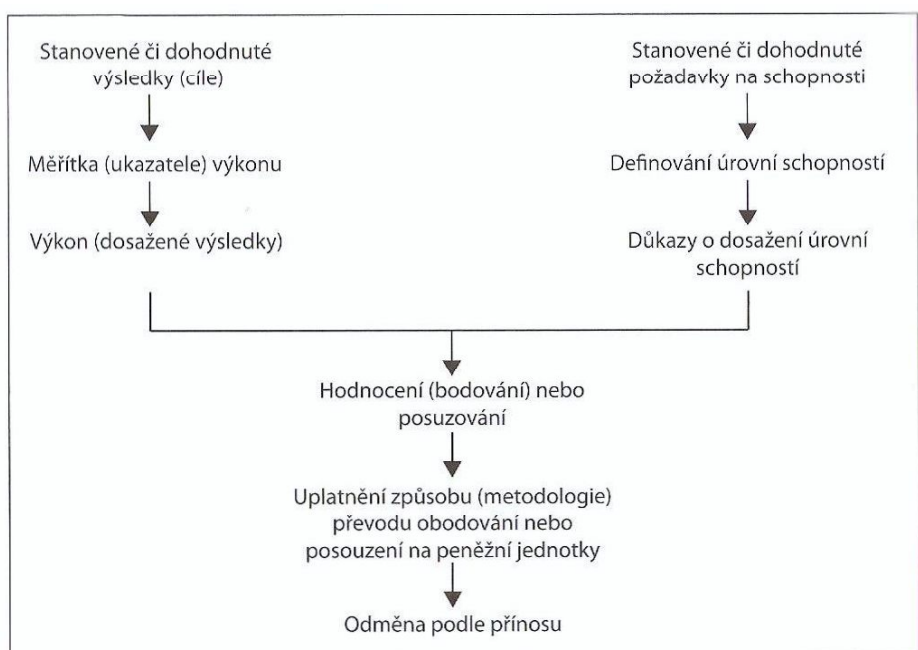 Stanovené či dohodnuté
výsledky (cíle)
Měřítka (ukazatele) výkonu
Výkon (dosažené výsledky)
Stanovené či dohodnuté
požadavky na schopnosti
Definování úrovní schopností
Důkazy o dosažení úrovní
schopností
Hodnocení (bodování) nebo
posuzování
Uplatnění způsobu (metodologie)
převodu obodování nebo
posouzení na peněžní jednotky
Odměna podle přínosu